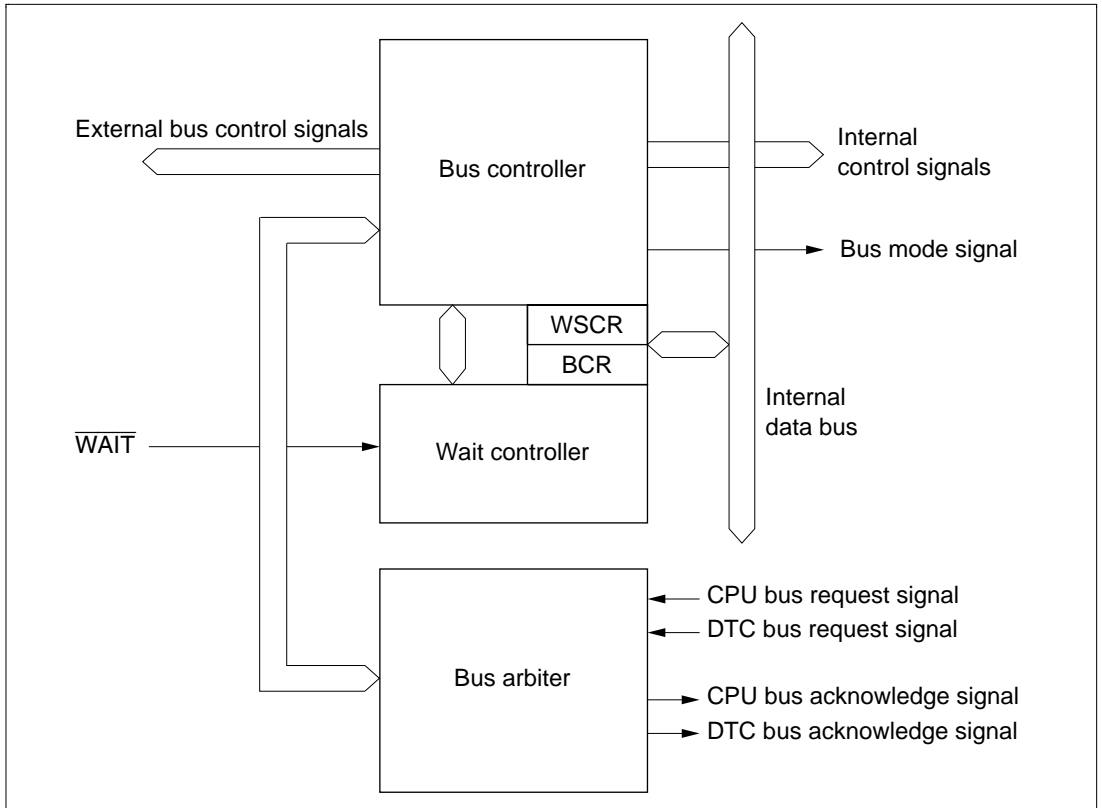 External bus control signals
Bus controller
Internal
control signals
Bus mode signal
WSCR
BCR
Internal
data bus
WAIT
Wait controller
CPU bus request signal
DTC bus request signal
Bus arbiter
CPU bus acknowledge signal
DTC bus acknowledge signal